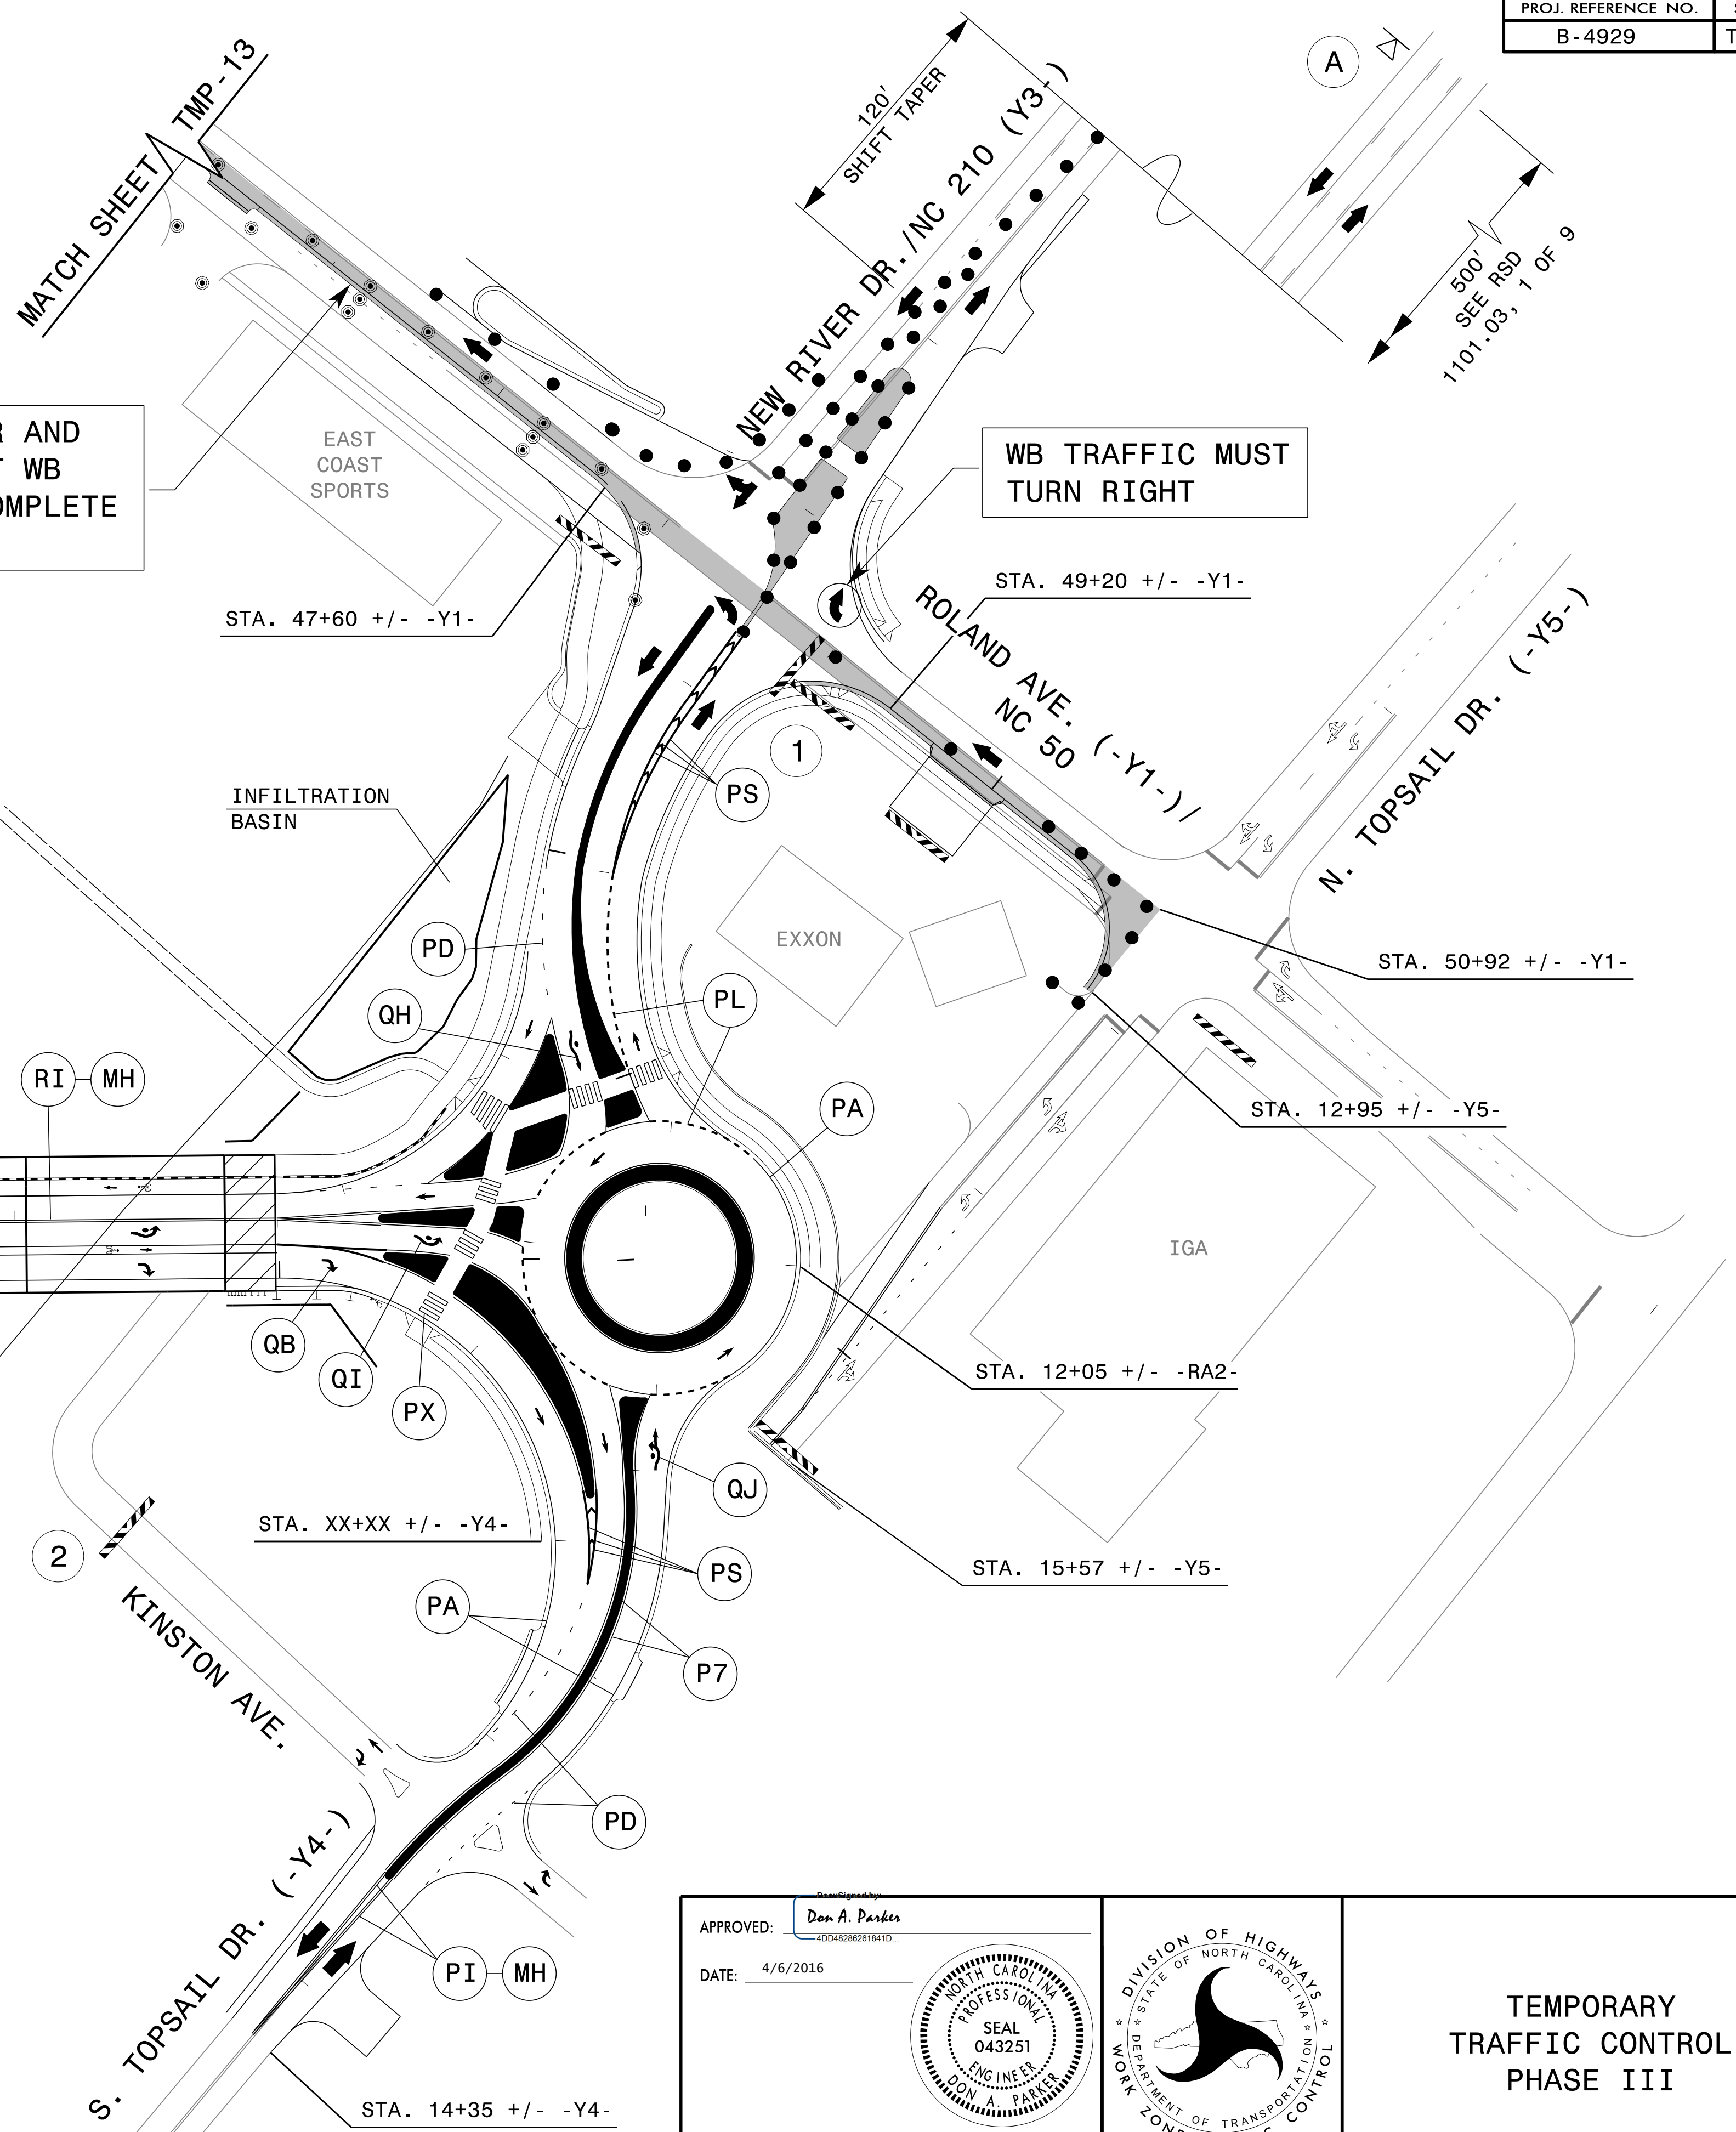 PROJ. REFERENCE NO.
B-4929
MATCH SHEET TMP-13
120'
SHIFT TAPER
NEW RIVER DR./NC 210 (Y3-)
A
500'
SEE RSD
1101.03, 1 OF 9
AND
WB
EAST
COAST
SPORTS
WB TRAFFIC MUST
TURN RIGHT
STA. 47+60 +/- -Y1-
STA. 49+20 +/- -Y1-
ROLAND AVE. (-Y1-)/
NC 50
N. TOPSAIL DR. (-Y5-)
1
PS
INFILTRATION
BASIN
PD
EXXON
STA. 50+92 +/- -Y1-
PL
QH
RI
MH
PA
STA. 12+95 +/- -Y5-
IGA
QB
QI
PX
STA. 12+05 +/- -RA2-
QJ
STA. XX+XX +/- -Y4-
2
PS
STA. 15+57 +/- -Y5-
PA
KINSTON AVE.
P7
PD
S. TOPSAIL DR. (-Y4-)
PI
MH
STA. 14+35 +/- -Y4-
DocuSigned by:
APPROVED: Don A. Parker
4DD48286261841D...
DATE: 4/6/2016
NORTH CAROLINA
PROFESSIONAL
SEAL
043251
ENGINEER
DON A. PARKER
DIVISION OF HIGHWAYS
STATE OF NORTH CAROLINA
DEPARTMENT OF TRANSPORTATION
CONTROL
TEMPORARY
TRAFFIC CONTROL
PHASE III